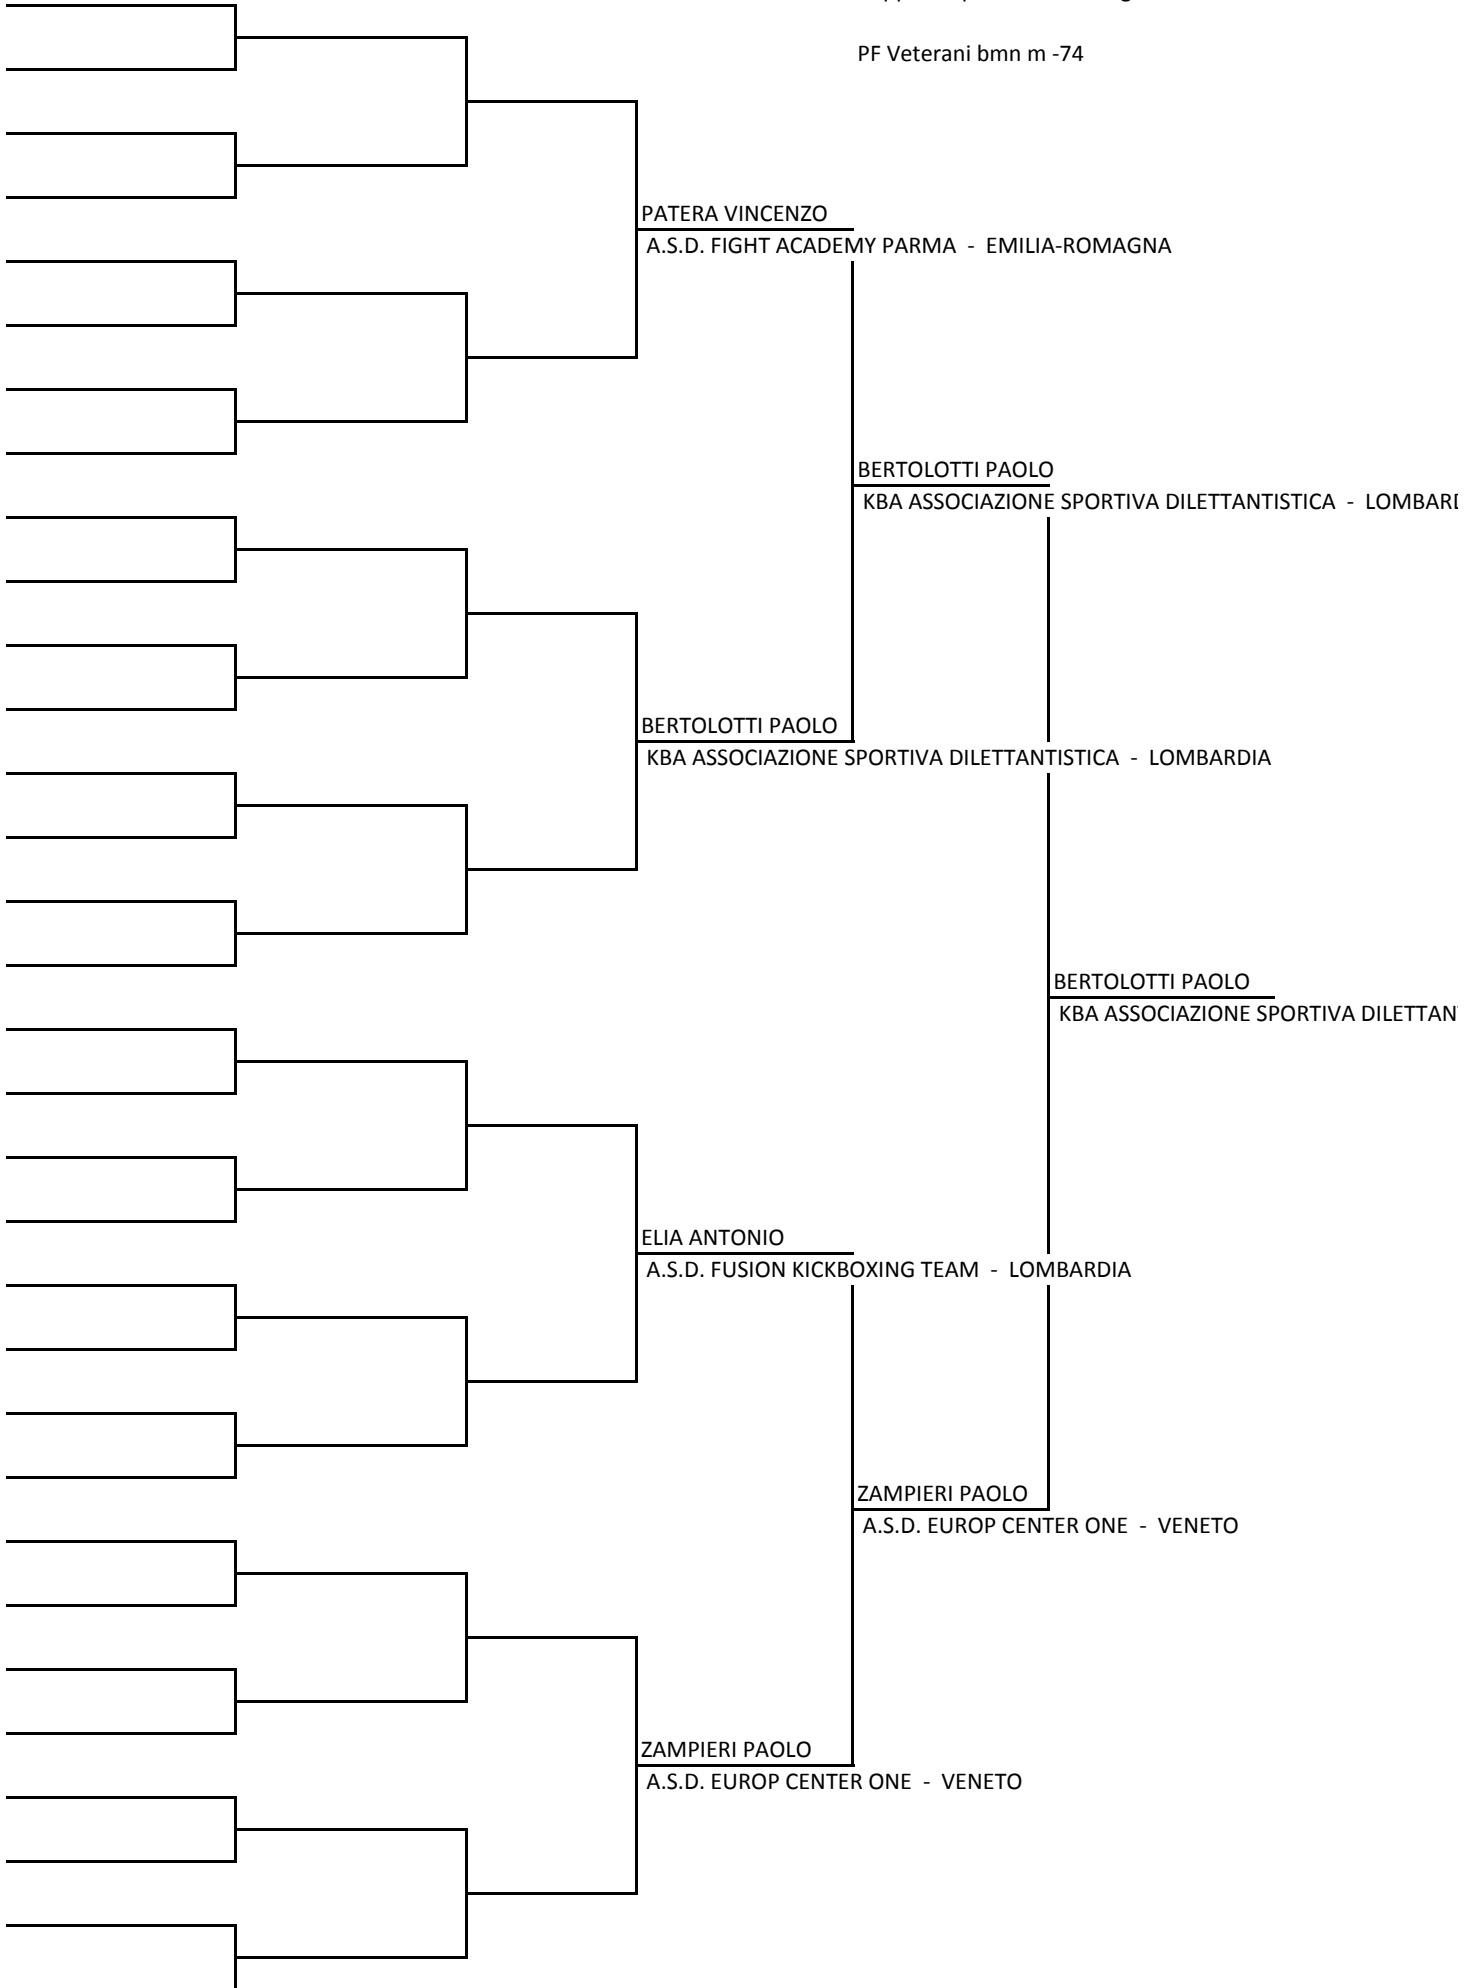 PF Veterani bmn m -74
PATERA VINCENZO
A.S.D. FIGHT ACADEMY PARMA - EMILIA-ROMAGNA
BERTOLOTTI PAOLO
KBA ASSOCIAZIONE SPORTIVA DILETTANTISTICA - LOMBARD
BERTOLOTTI PAOLO
KBA ASSOCIAZIONE SPORTIVA DILETTANTISTICA - LOMBARDIA
BERTOLOTTI PAOLO
KBA ASSOCIAZIONE SPORTIVA DILETTAN
ELIA ANTONIO
A.S.D. FUSION KICKBOXING TEAM - LOMBARDIA
ZAMPIERI PAOLO
A.S.D. EUROP CENTER ONE - VENETO
ZAMPIERI PAOLO
A.S.D. EUROP CENTER ONE - VENETO